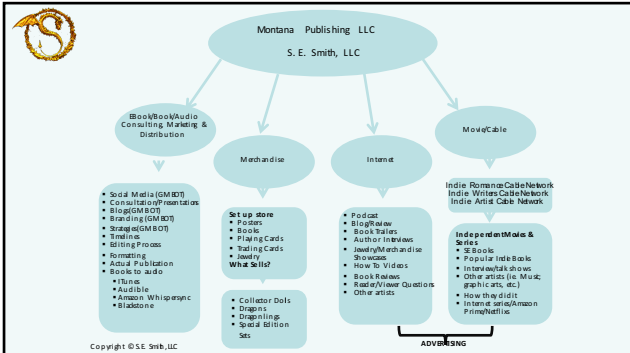 Montana Publishing LLC
S. E. Smith, LLC
EBook/Book/Audio
Consulting, Marketing &
Distribution
Merchandise
Internet
Movie/Cable
Social Media (GMBOT)
Consultation/Presentations
Blogs(GMBOT)
Branding (GMBOT)
Strategies(GMBOT)
Timelines
Editing Process
Formatting
Actual Publication
Books to audio
ITunes
Audible
Amazon Whispersync
Blackstone
Set up store
Posters
Books
Playing Cards
Trading Cards
Jewelry
What Sells?
Collector Dolls
Dragons
Dragonlings
Special Edition
Sets
Podcast
Blog/Review
Book Trailers
Author Interviews
Jewelry/Merchandise
Showcases
How To Videos
Book Reviews
Reader/Viewer Questions
Other artists
Indie Romance Cable Network
Indie Writers Cable Network
Indie Artist Cable Network
Independent Movies &
Series
SE Books
Popular Indie Books
Interview/talk shows
Other artists (ie. Music,
graphic arts, etc.)
How they did it
Internet series/Amazon
Prime/Netflixs
ADVERTISING
Copyright © S.E. Smith, LLC